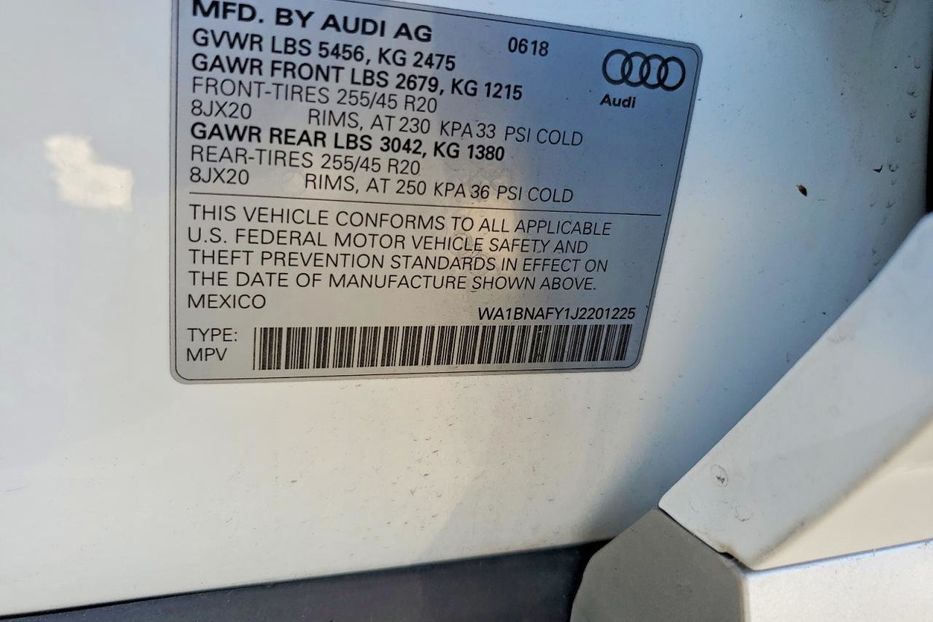 MFD. BY AUDI AG 0618
GVWR LBS 5456, KG 2475
GAWR FRONT LBS 2679, KG 1215
Audi
FRONT-TIRES 255/45 R20
8JX20 RIMS, AT 230 KPA 33 PSI COLD
GAWR REAR LBS 3042, KG 1380
REAR-TIRES 255/45 R20
8JX20 RIMS, AT 250 KPA 36 PSI COLD
THIS VEHICLE CONFORMS TO ALL APPLICABLE
U.S. FEDERAL MOTOR VEHICLE SAFETY AND
THEFT PREVENTION STANDARDS IN EFFECT ON
THE DATE OF MANUFACTURE SHOWN ABOVE.
MEXICO WA1BNAFY1J2201225
TYPE:
MPV